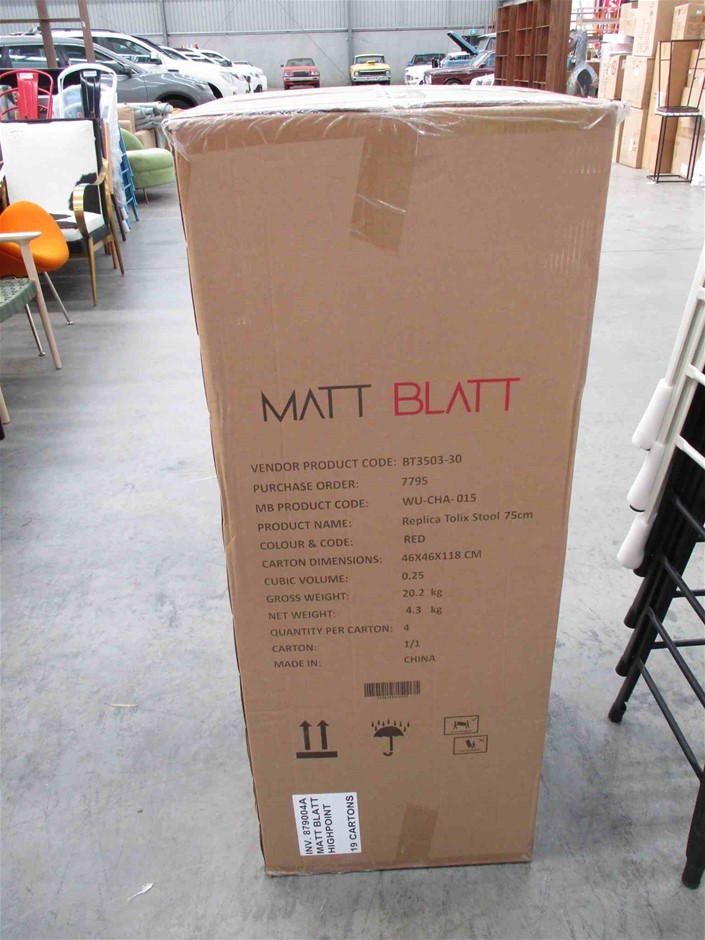 MATT BLATT
VENDOR PRODUCT CODE: BT3503-30
PURCHASE ORDER: 7795
MB PRODUCT CODE: WU-CHA-015
PRODUCT NAME: Replica Tolix Stool 75cm
COLOUR & CODE: RED
CARTON DIMENSIONS: 46X46X118 CM
CUBIC VOLUME: 0.25
GROSS WEIGHT: 20.2 kg
NET WEIGHT: 4.3 kg
QUANTITY PER CARTON: 4
CARTON: 1/1
MADE IN: CHINA
INV. 879004A
MATT BLATT
HIGHPOINT
19 CARTONS